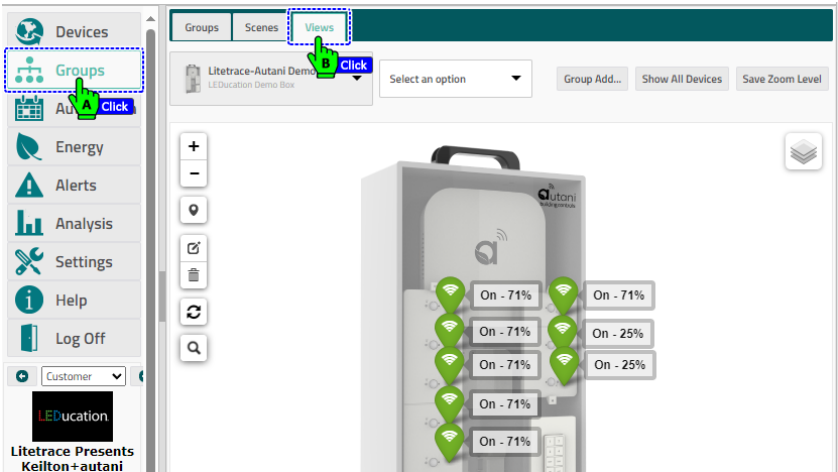 Devices
Groups
A Click
Energy
Alerts
Analysis
Settings
Help
Log Off
Customer
LEDucation
Litetrace Presents
Keilton+autani
Groups Scenes Views
B Click
Litetrace-Autani Demo
LEDucation Demo Box
Select an option
Group Add...
Show All Devices
Save Zoom Level
+
−
autani
building controls
a
On - 71% On - 71%
On - 71% On - 25%
On - 71% On - 25%
On - 71%
On - 71%